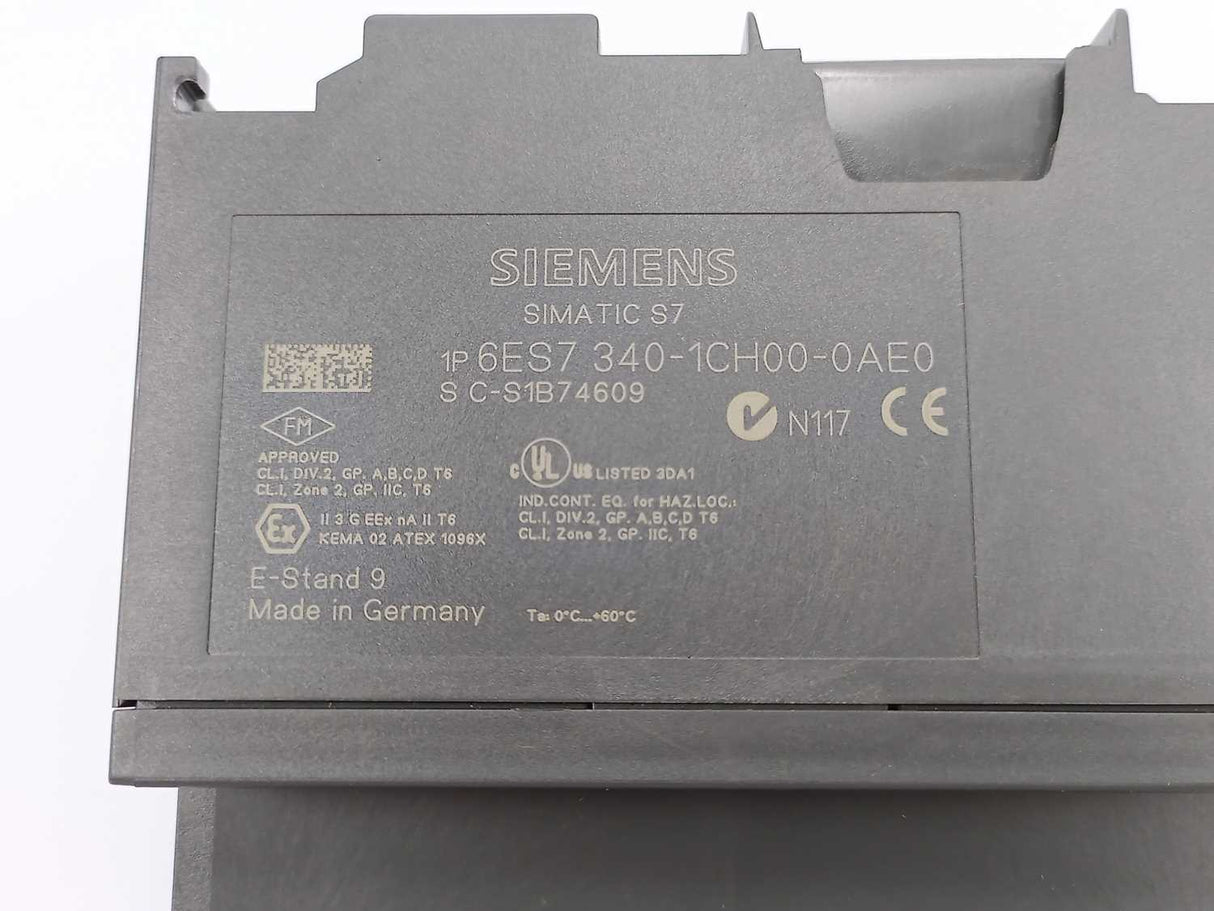 SIEMENS
SIMATIC S7
1P 6ES7 340-1CH00-0AE0
S C-S1B74609
N117 CE
FM
APPROVED
CL.I, DIV.2, GP. A,B,C,D T6
CL.I, Zone 2, GP. IIC, T6
C UL US LISTED 3DA1
IND.CONT. EQ. for HAZ.LOC.:
CL.I, DIV.2, GP. A,B,C,D T6
CL.I, Zone 2, GP. IIC, T6
Ex II 3 G EEx nA II T6
KEMA 02 ATEX 1096X
E-Stand 9
Made in Germany
Ta: 0°C...+60°C